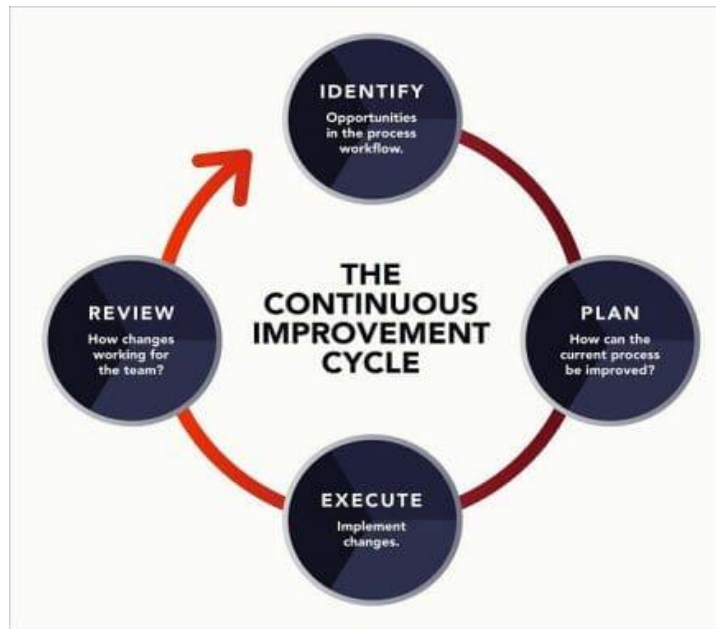 IDENTIFY
Opportunities
in the process
workflow.
THE
CONTINUOUS
IMPROVEMENT
CYCLE
PLAN
How can the
current process
be improved?
EXECUTE
Implement
changes.
REVIEW
How changes
working for
the team?